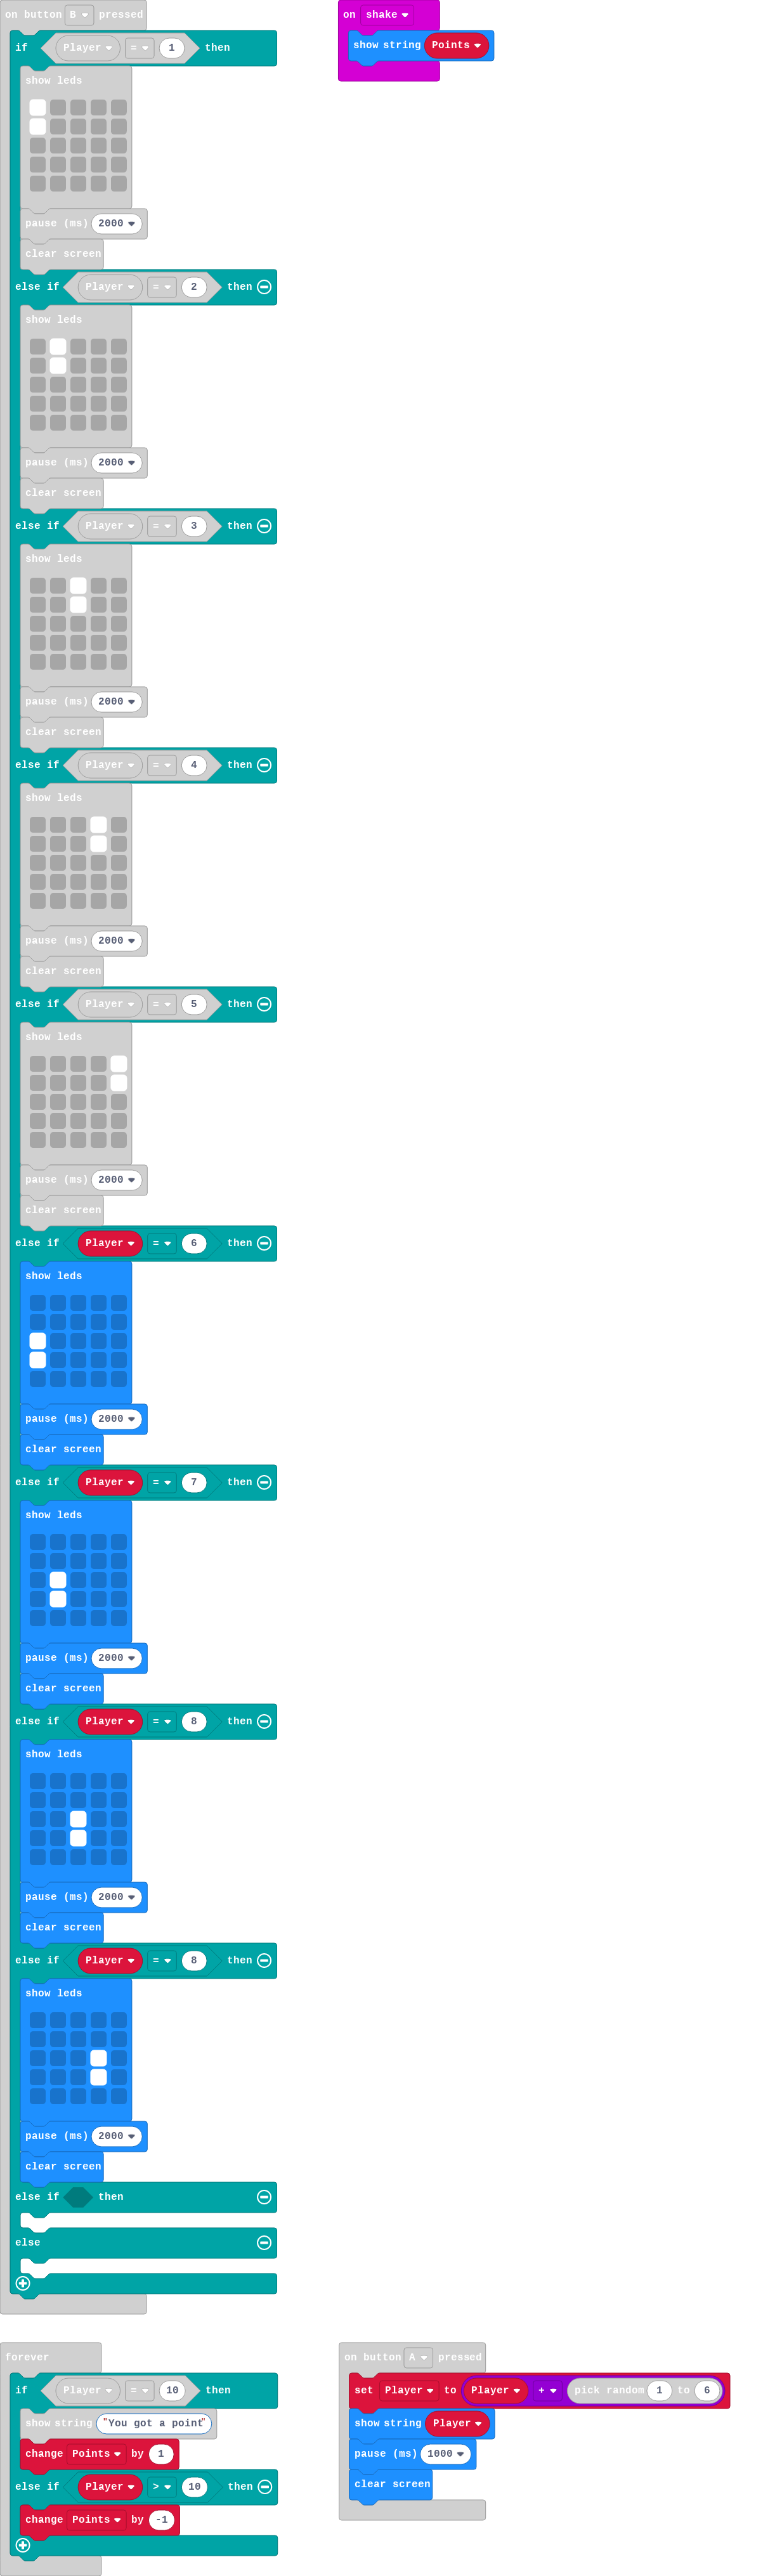 on button B pressed
if Player = 1 then
show leds
pause (ms) 2000
clear screen
else if Player = 2 then
show leds
pause (ms) 2000
clear screen
else if Player = 3 then
show leds
pause (ms) 2000
clear screen
else if Player = 4 then
show leds
pause (ms) 2000
clear screen
else if Player = 5 then
show leds
pause (ms) 2000
clear screen
else if Player = 6 then
show leds
pause (ms) 2000
clear screen
else if Player = 7 then
show leds
pause (ms) 2000
clear screen
else if Player = 8 then
show leds
pause (ms) 2000
clear screen
else if Player = 8 then
show leds
pause (ms) 2000
clear screen
else if then
else
on shake
show string Points
forever
if Player = 10 then
show string "You got a point"
change Points by 1
else if Player > 10 then
change Points by -1
on button A pressed
set Player to Player + pick random 1 to 6
show string Player
pause (ms) 1000
clear screen